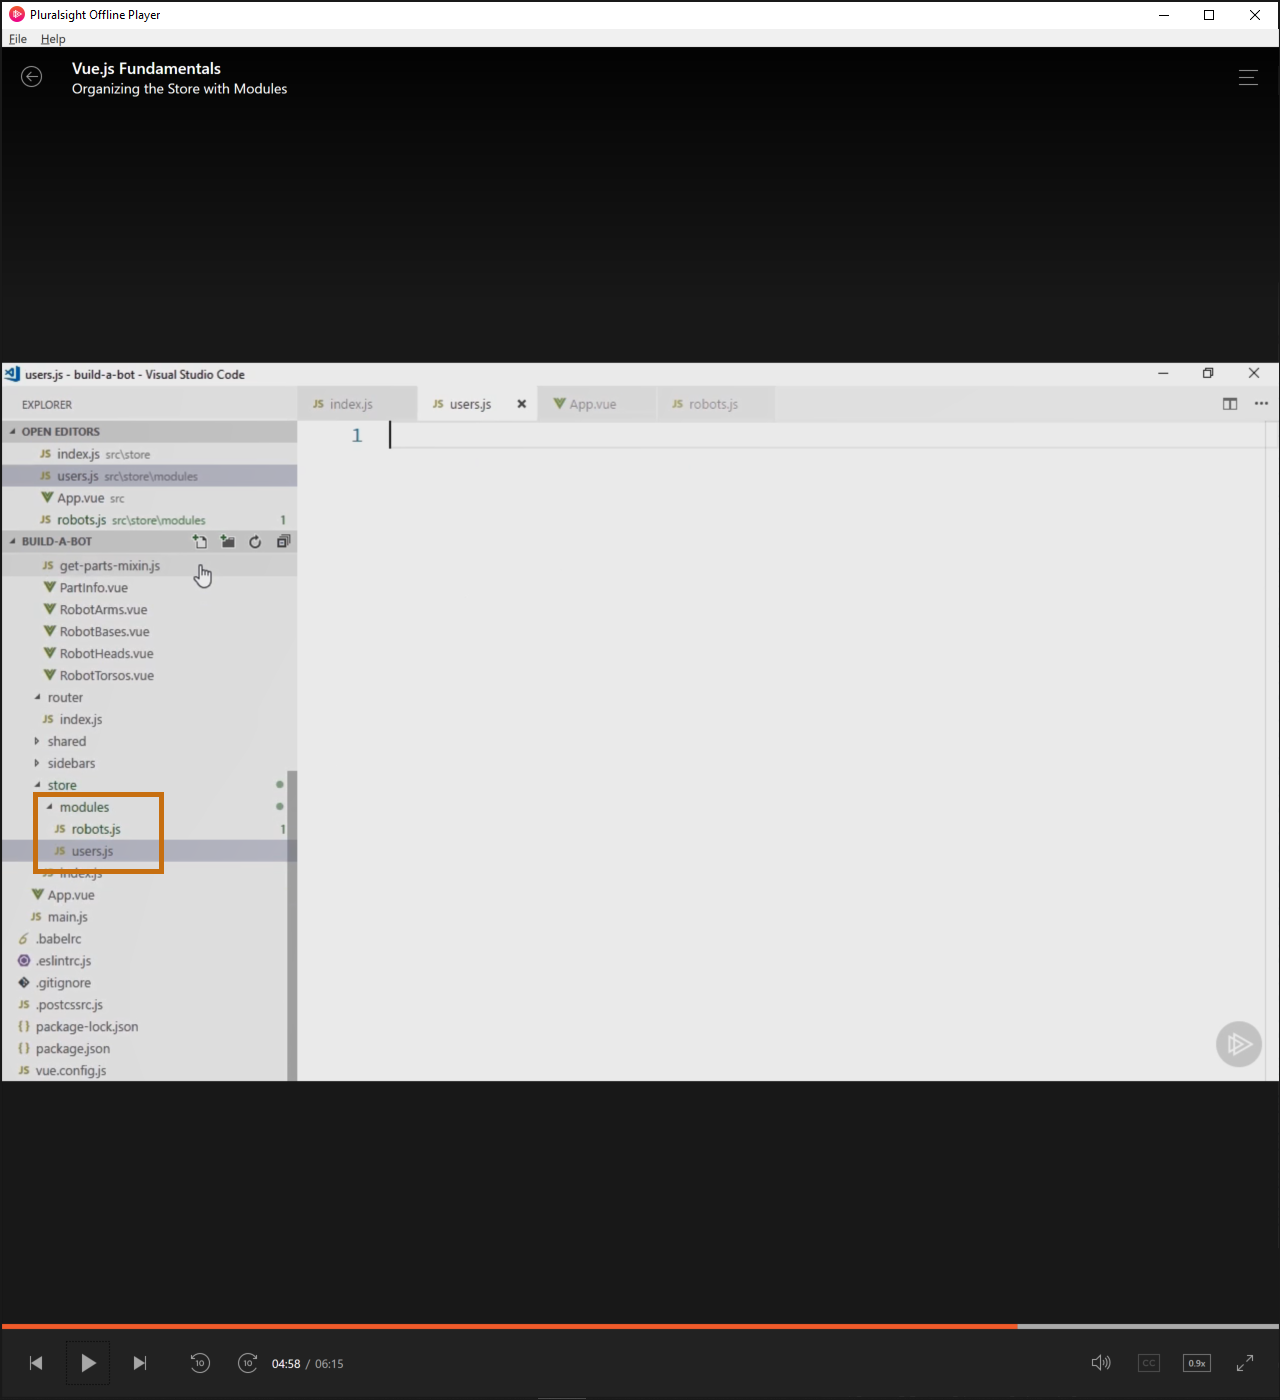 Pluralsight Offline Player
File Help
Vue.js Fundamentals
Organizing the Store with Modules
users.js - build-a-bot - Visual Studio Code
EXPLORER
JS index.js
JS users.js
App.vue
JS robots.js
OPEN EDITORS
JS index.js src\store
JS users.js src\store\modules
App.vue src
JS robots.js src\store\modules 1
BUILD-A-BOT
JS get-parts-mixin.js
PartInfo.vue
RobotArms.vue
RobotBases.vue
RobotHeads.vue
RobotTorsos.vue
router
JS index.js
shared
sidebars
store
modules
JS robots.js 1
JS users.js
JS index.js
App.vue
JS main.js
.babelrc
.eslintrc.js
.gitignore
JS .postcssrc.js
{} package-lock.json
{} package.json
JS vue.config.js
1
10 10 04:58 / 06:15 CC 0.9x